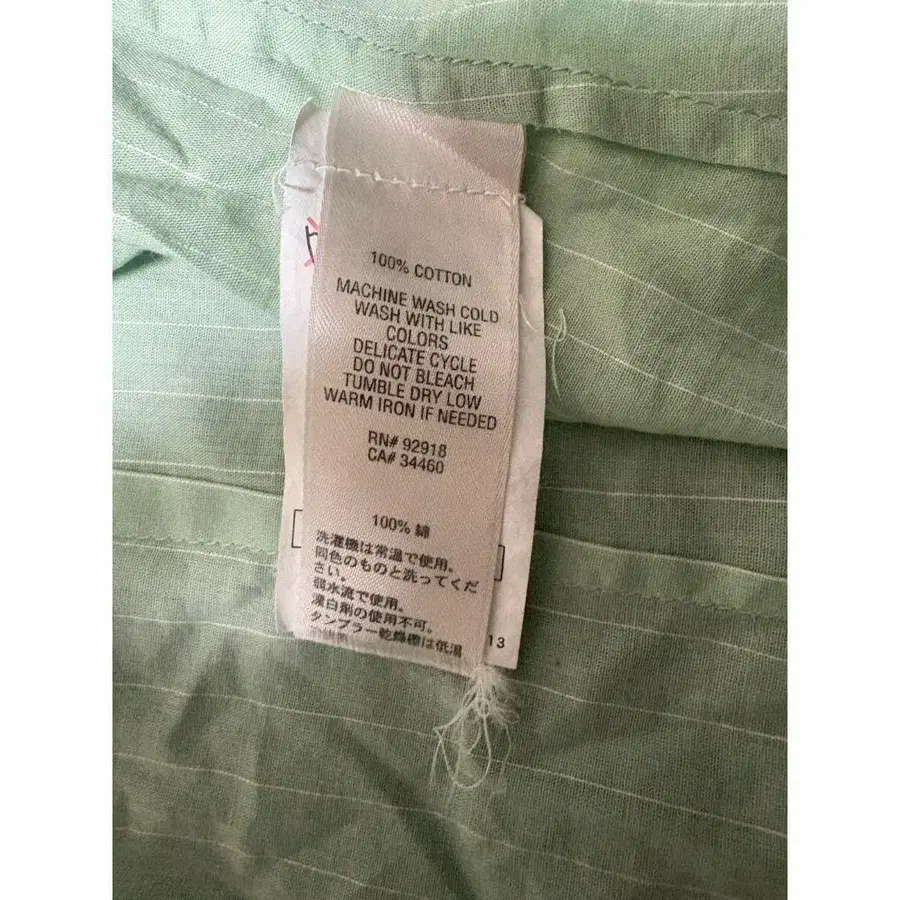 100% COTTON
MACHINE WASH COLD
WASH WITH LIKE
COLORS
DELICATE CYCLE
DO NOT BLEACH
TUMBLE DRY LOW
WARM IRON IF NEEDED
RN# 92918
CA# 34460
100% 綿
洗濯機は常温で使用。
同色のものと洗ってくだ
さい。
弱水流で使用。
漂白剤の使用不可。
タンブラー乾燥機は低温
13